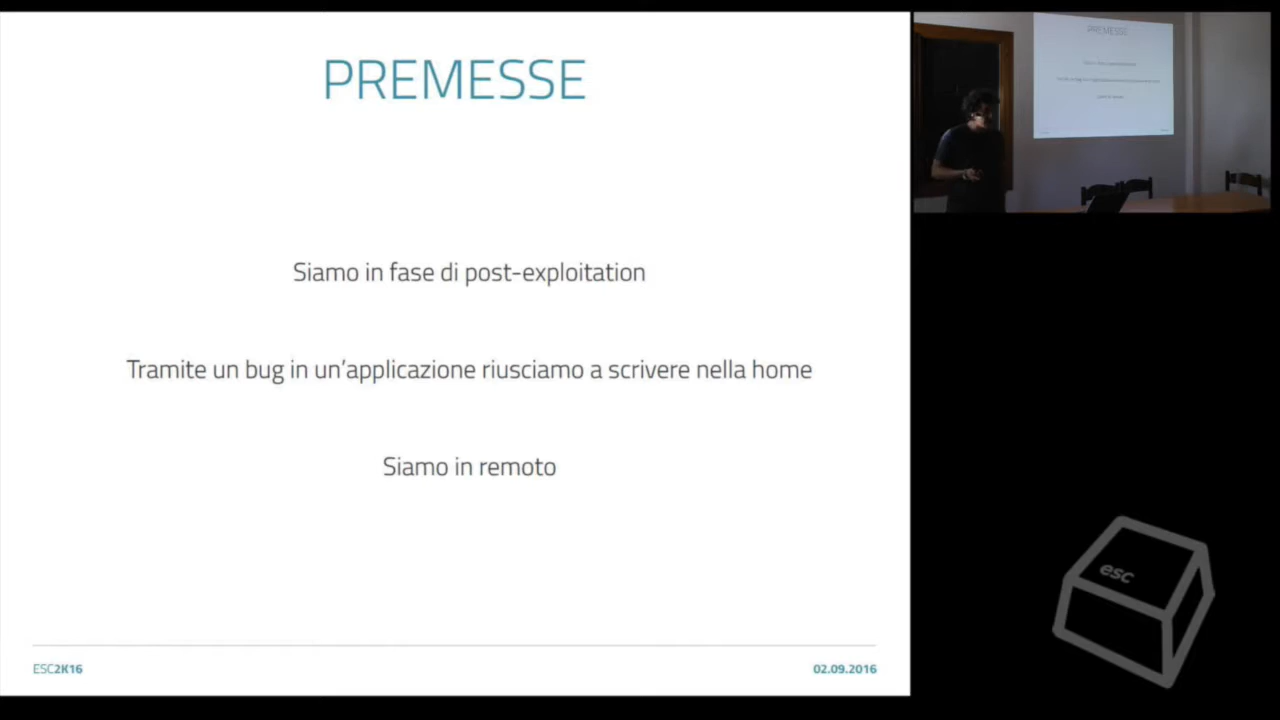 PREMESSE
Siamo in fase di post-exploitation
Tramite un bug in un'applicazione riusciamo a scrivere nella home
Siamo in remoto
ESC2K16
02.09.2016
PREMESSE
esc